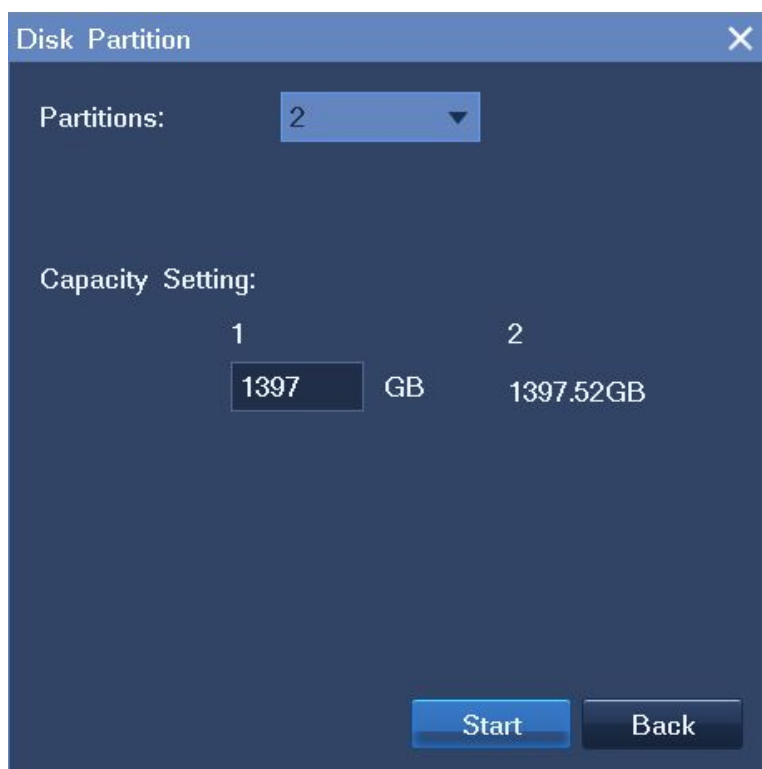 Disk Partition
Partitions: 2
Capacity Setting:
1 2
1397 GB 1397.52GB
Start Back